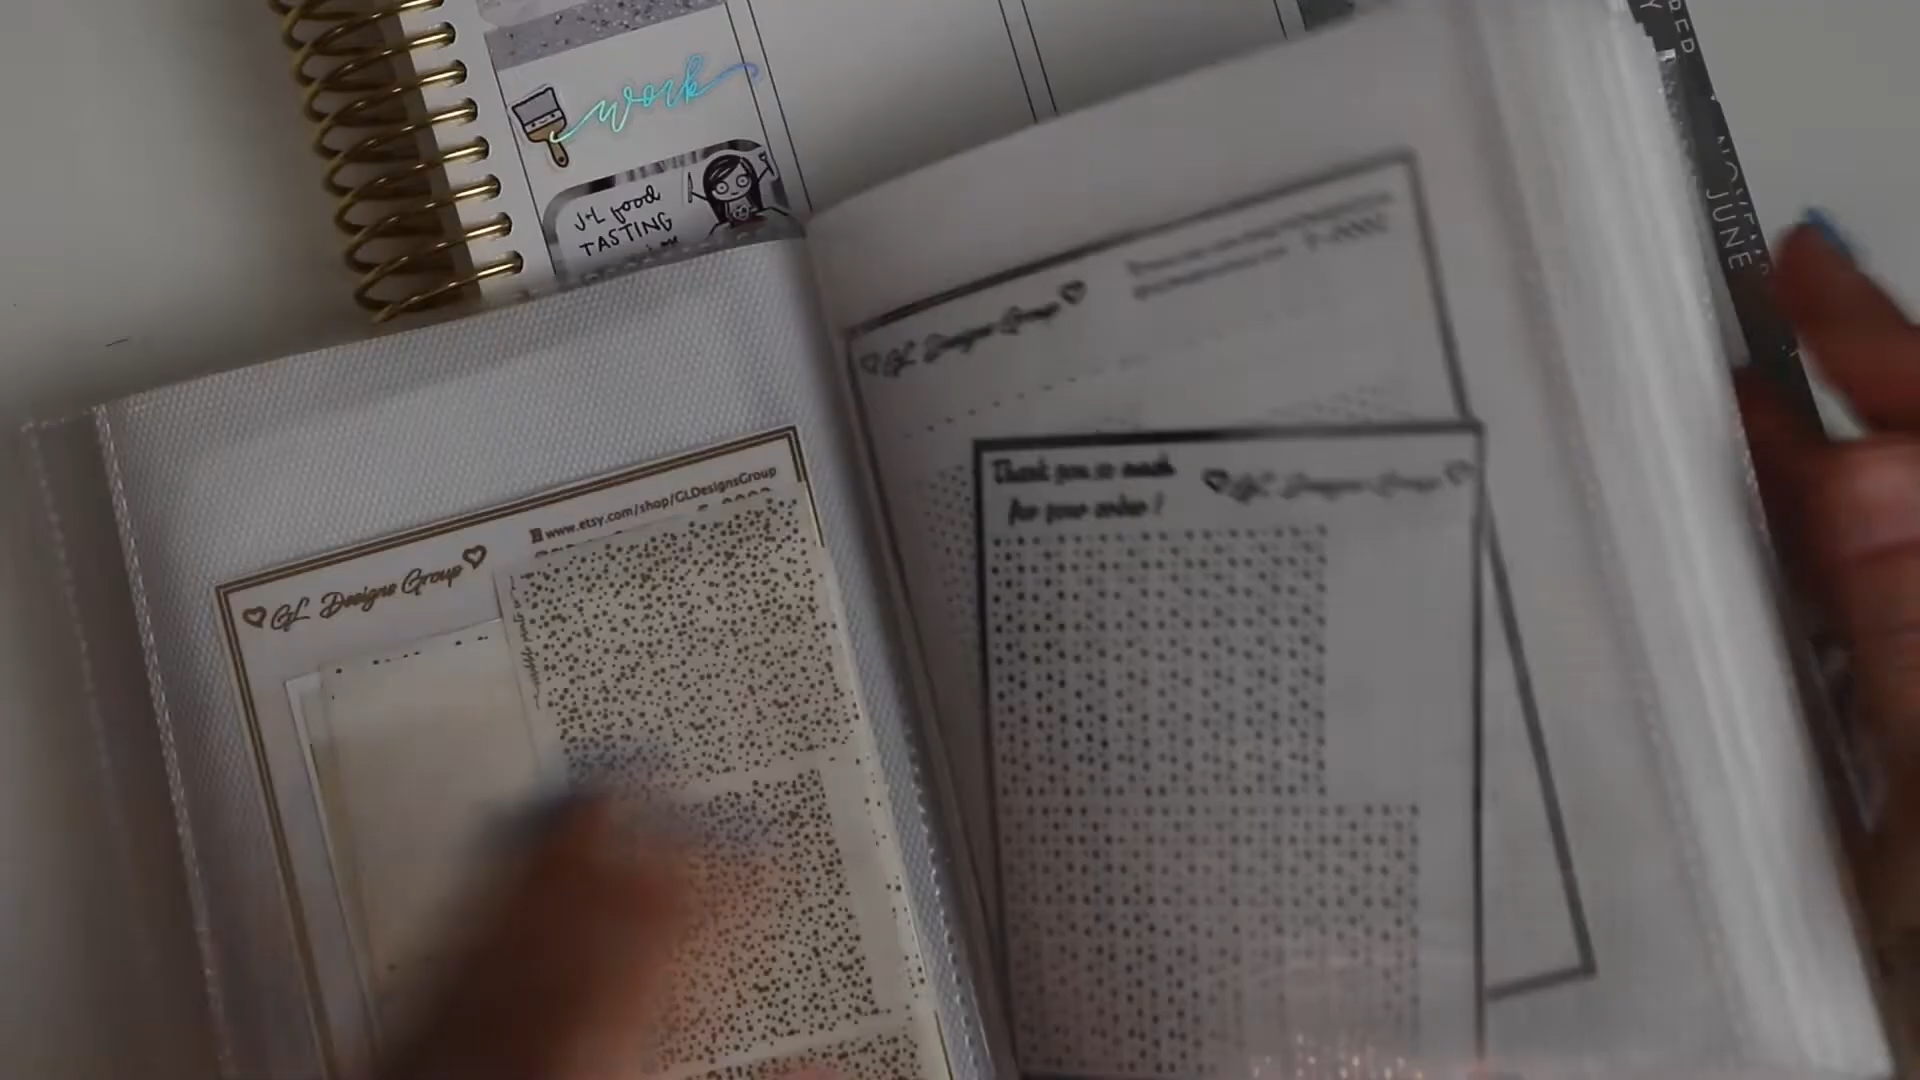 work
J+L food
TASTING
RED
Y
JUNE
GL Designs Group
www.etsy.com/shop/GLDesignsGroup
GL Designs Group
Thank you so much
for your order!
GL Designs Group